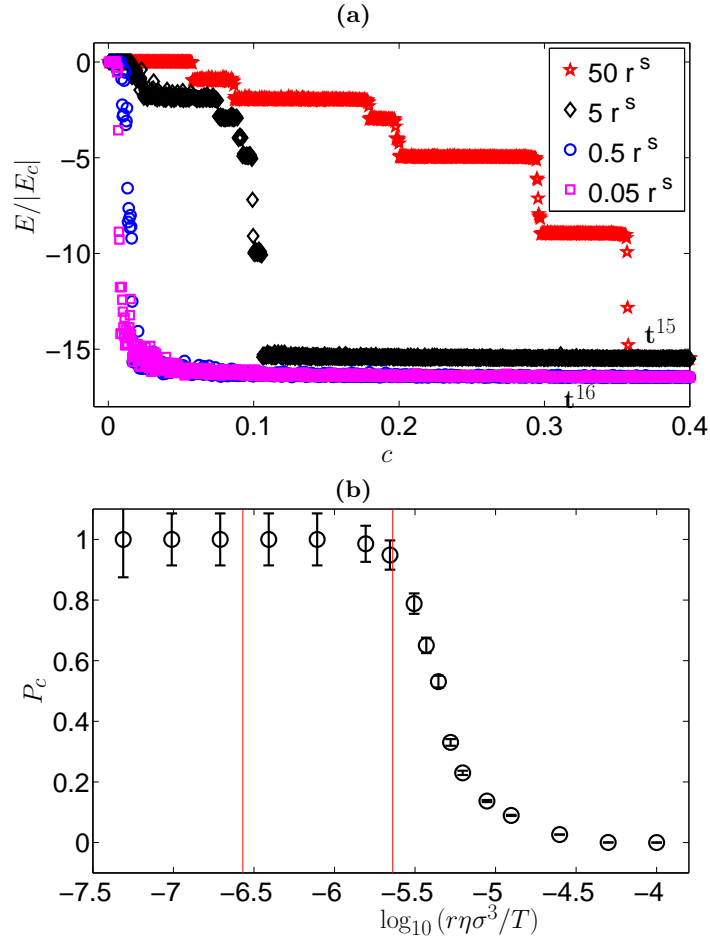 (a)
0
−5
−10
−15
E/|E_c|
50 r^s
5 r^s
0.5 r^s
0.05 r^s
t^15
t^16
0 0.1 0.2 0.3 0.4
c
(b)
1
0.8
0.6
0.4
0.2
0
P_c
−7.5 −7 −6.5 −6 −5.5 −5 −4.5 −4
log_10 (rησ^3/T)